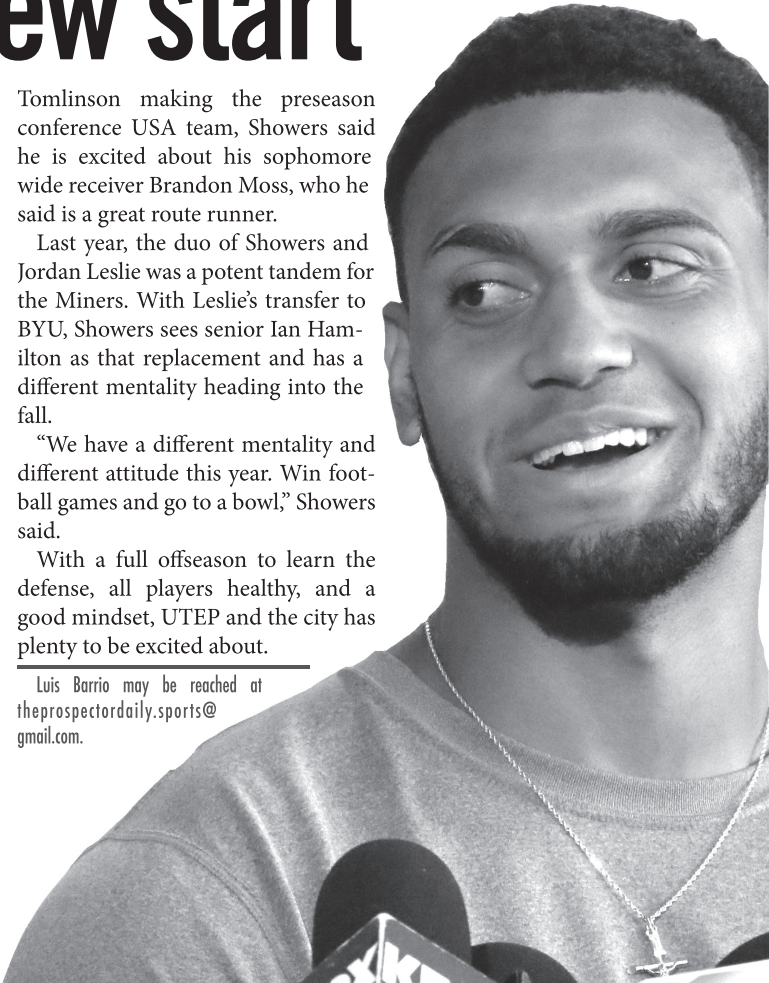 ew start
Tomlinson making the preseason
conference USA team, Showers said
he is excited about his sophomore
wide receiver Brandon Moss, who he
said is a great route runner.
Last year, the duo of Showers and
Jordan Leslie was a potent tandem for
the Miners. With Leslie’s transfer to
BYU, Showers sees senior Ian Ham-
ilton as that replacement and has a
different mentality heading into the
fall.
“We have a different mentality and
different attitude this year. Win foot-
ball games and go to a bowl,” Showers
said.
With a full offseason to learn the
defense, all players healthy, and a
good mindset, UTEP and the city has
plenty to be excited about.
Luis Barrio may be reached at
theprospectordaily.sports@
gmail.com.